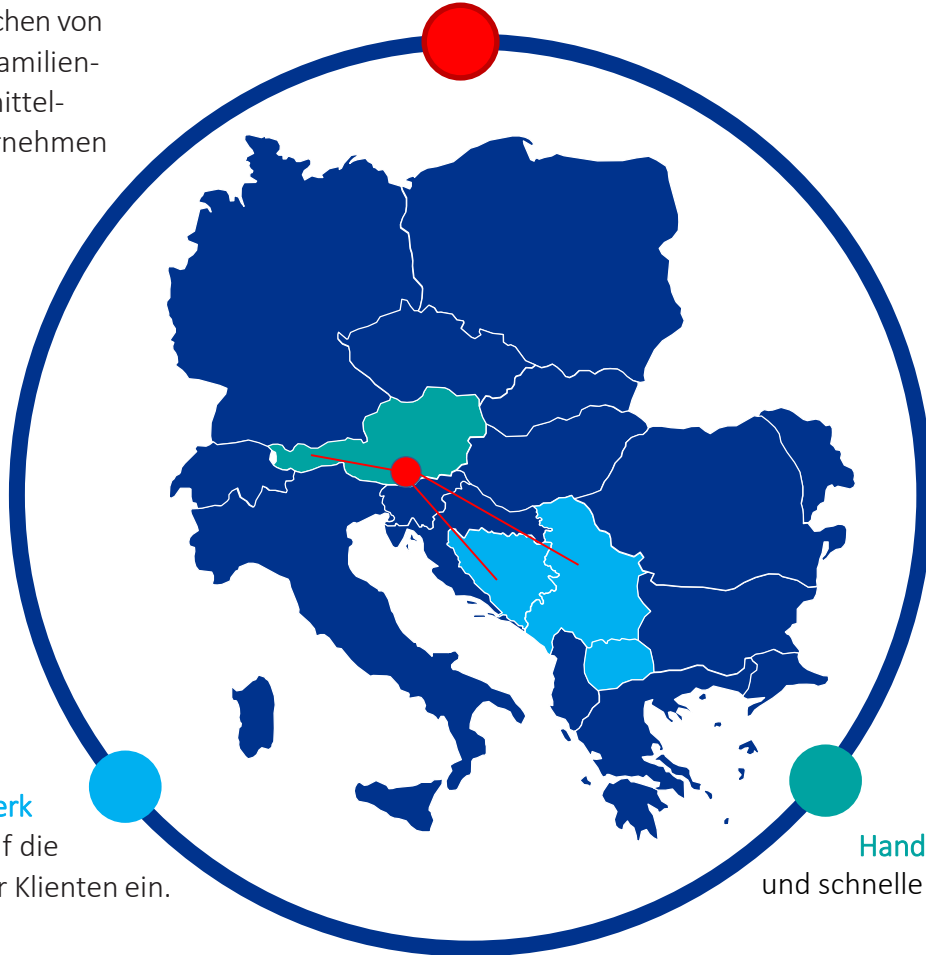 chen von
amilien-
nittel-
rnehmen
erk
f die
r Klienten ein.
Hand
und schnelle